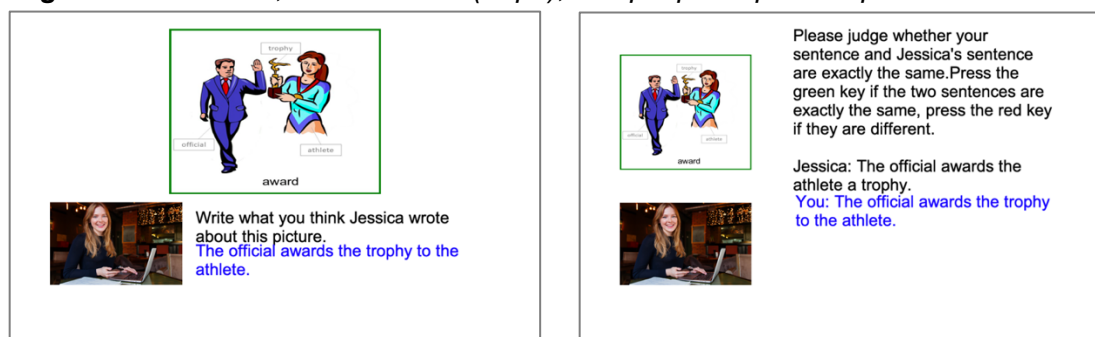 trophy
official
athlete
award
Write what you think Jessica wrote
about this picture.
The official awards the trophy to the
athlete.
Please judge whether your
sentence and Jessica's sentence
are exactly the same.Press the
green key if the two sentences are
exactly the same, press the red key
if they are different.
trophy
official
athlete
award
Jessica: The official awards the
athlete a trophy.
You: The official awards the trophy
to the athlete.